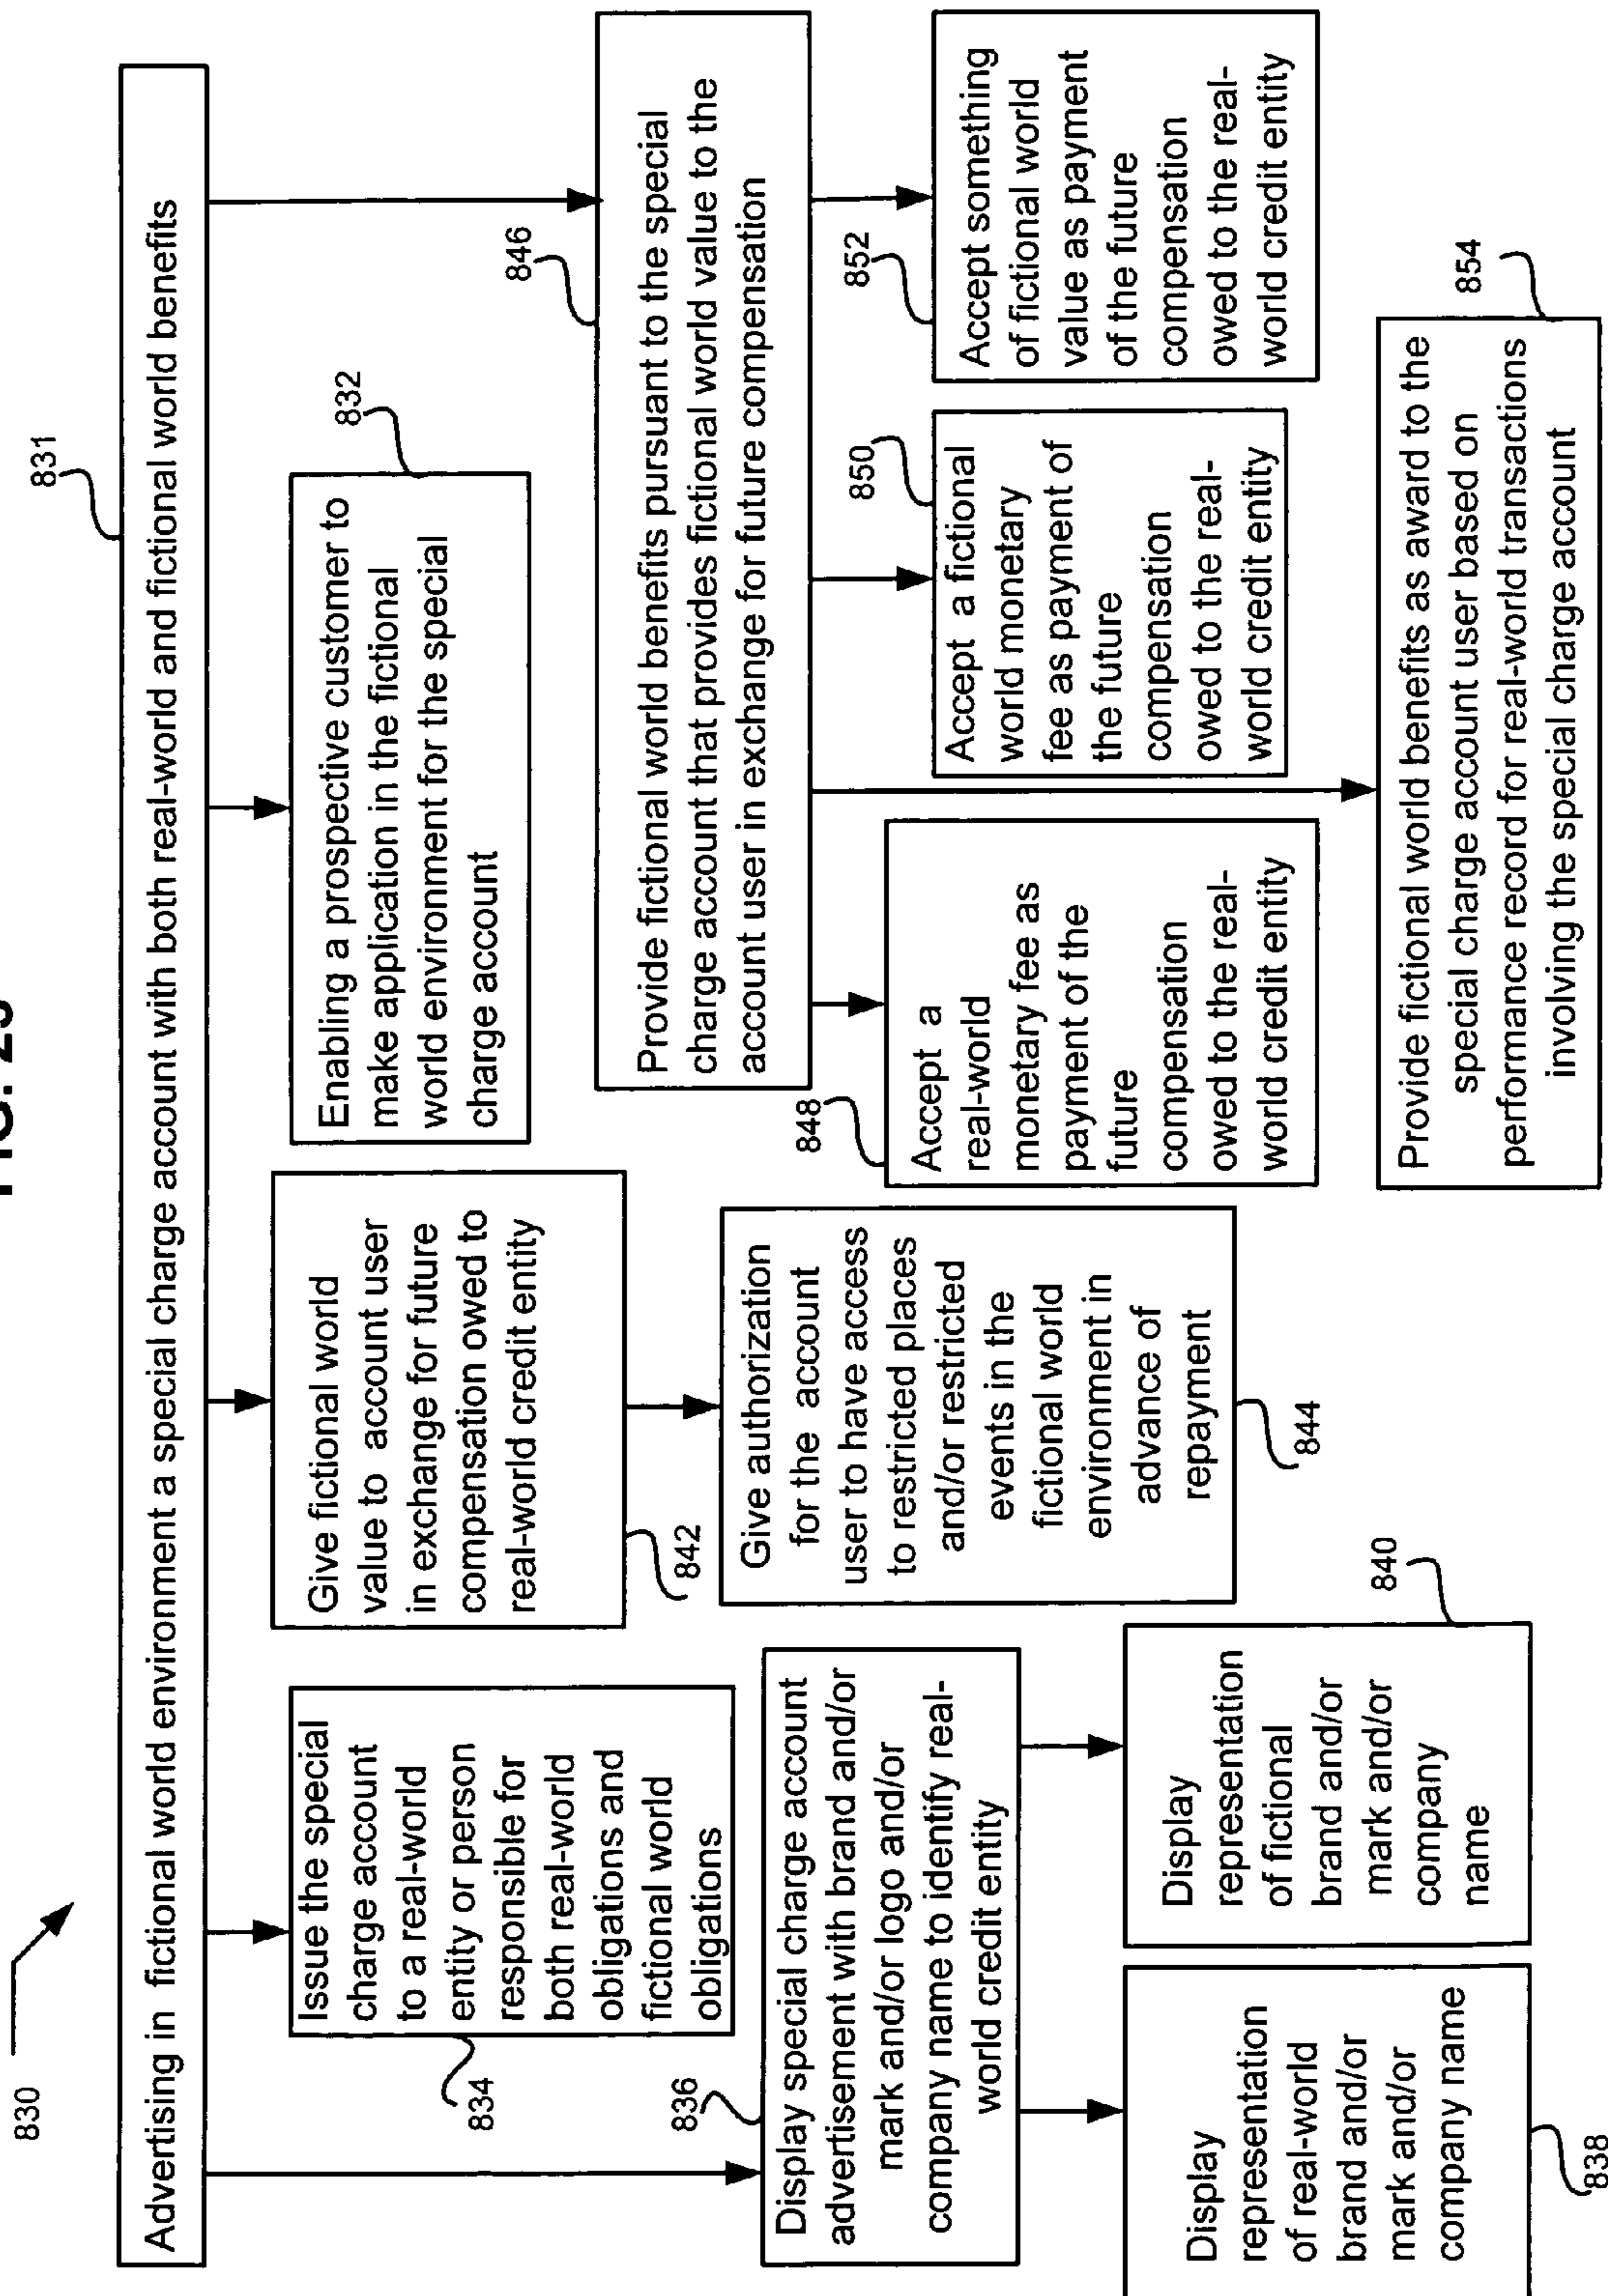 830
831
Advertising in fictional world environment a special charge account with both real-world and fictional world benefits
834
Issue the special
charge account
to a real-world
entity or person
responsible for
both real-world
obligations and
fictional world
obligations
842
Give fictional world
value to account user
in exchange for future
compensation owed to
real-world credit entity
832
Enabling a prospective customer to
make application in the fictional
world environment for the special
charge account
846
Provide fictional world benefits pursuant to the special
charge account that provides fictional world value to the
account user in exchange for future compensation
836
Display special charge account
advertisement with brand and/or
mark and/or logo and/or
company name to identify real-
world credit entity
844
Give authorization
for the account
user to have access
to restricted places
and/or restricted
events in the
fictional world
environment in
advance of
repayment
848
Accept a
real-world
monetary fee as
payment of the
future
compensation
owed to the real-
world credit entity
850
Accept a fictional
world monetary
fee as payment of
the future
compensation
owed to the real-
world credit entity
852
Accept something
of fictional world
value as payment
of the future
compensation
owed to the real-
world credit entity
838
Display
representation
of real-world
brand and/or
mark and/or
company name
840
Display
representation
of fictional
brand and/or
mark and/or
company
name
854
Provide fictional world benefits as award to the
special charge account user based on
performance record for real-world transactions
involving the special charge account